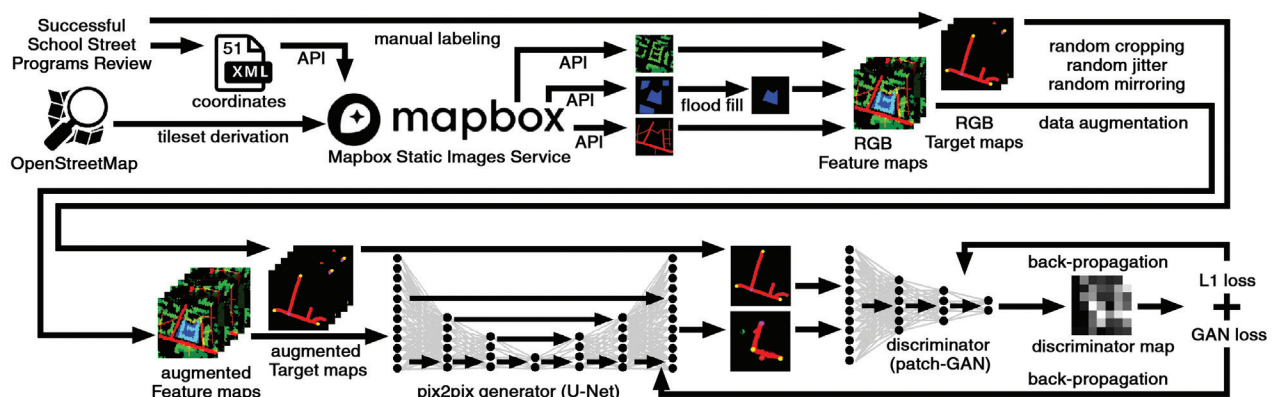 Successful
School Street
Programs Review
51
XML
coordinates
API
manual labeling
OpenStreetMap
tileset derivation
mapbox
Mapbox Static Images Service
API
API
API
flood fill
RGB
Feature maps
RGB
Target maps
random cropping
random jitter
random mirroring
data augmentation
augmented
Feature maps
augmented
Target maps
pix2pix generator (U-Net)
discriminator
(patch-GAN)
back-propagation
discriminator map
back-propagation
L1 loss
+
GAN loss